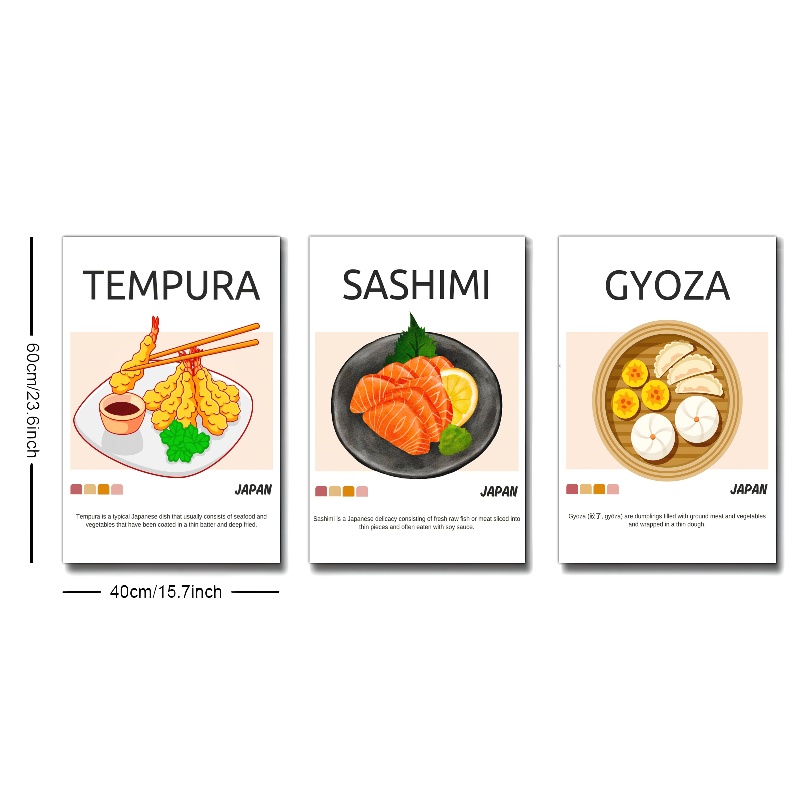 60cm/23.6inch
40cm/15.7inch
TEMPURA
JAPAN
Tempura is a typical Japanese dish that usually consists of seafood and
vegetables that have been coated in a thin batter and deep fried.
SASHIMI
JAPAN
Sashimi is a Japanese delicacy consisting of fresh raw fish or meat sliced into
thin pieces and often eaten with soy sauce.
GYOZA
JAPAN
Gyoza (餃子, gyōza) are dumplings filled with ground meat and vegetables
and wrapped in a thin dough.